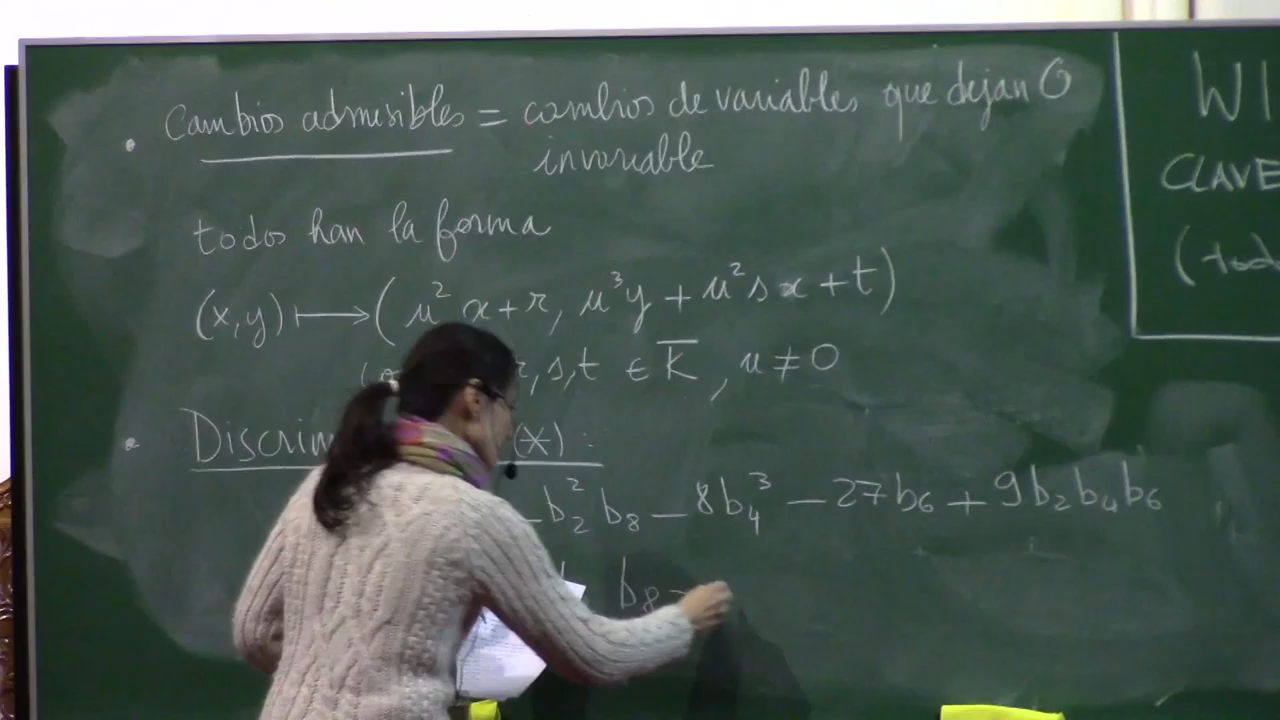 Cambios admisibles = cambios de variables que dejan O
invariable
todos han la forma
(x,y) ⟼ (u²x+r, u³y+u²sx+t)
r,s,t ∈ K̅, u≠0
Discrim (*):
-b₂²b₈ - 8b₄³ - 27b₆ + 9b₂b₄b₆
b₈
WI
CLAVE
(tod